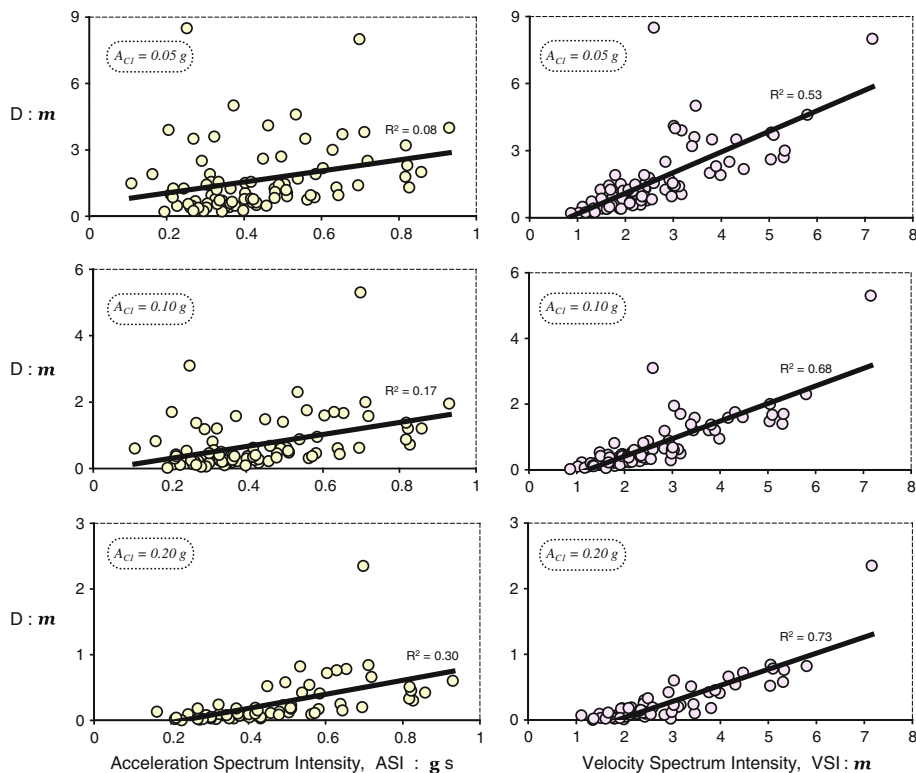 9
6
3
0
D : m
A_C1 = 0.05 g
R² = 0.08
0 0.2 0.4 0.6 0.8 1
9
6
3
0
A_C1 = 0.05 g
R² = 0.53
0 1 2 3 4 5 6 7 8
6
4
2
0
D : m
A_C1 = 0.10 g
R² = 0.17
0 0.2 0.4 0.6 0.8 1
6
4
2
0
A_C1 = 0.10 g
R² = 0.68
0 1 2 3 4 5 6 7 8
3
2
1
0
D : m
A_C1 = 0.20 g
R² = 0.30
0 0.2 0.4 0.6 0.8 1
Acceleration Spectrum Intensity, ASI : g s
3
2
1
0
A_C1 = 0.20 g
R² = 0.73
0 1 2 3 4 5 6 7 8
Velocity Spectrum Intensity, VSI : m